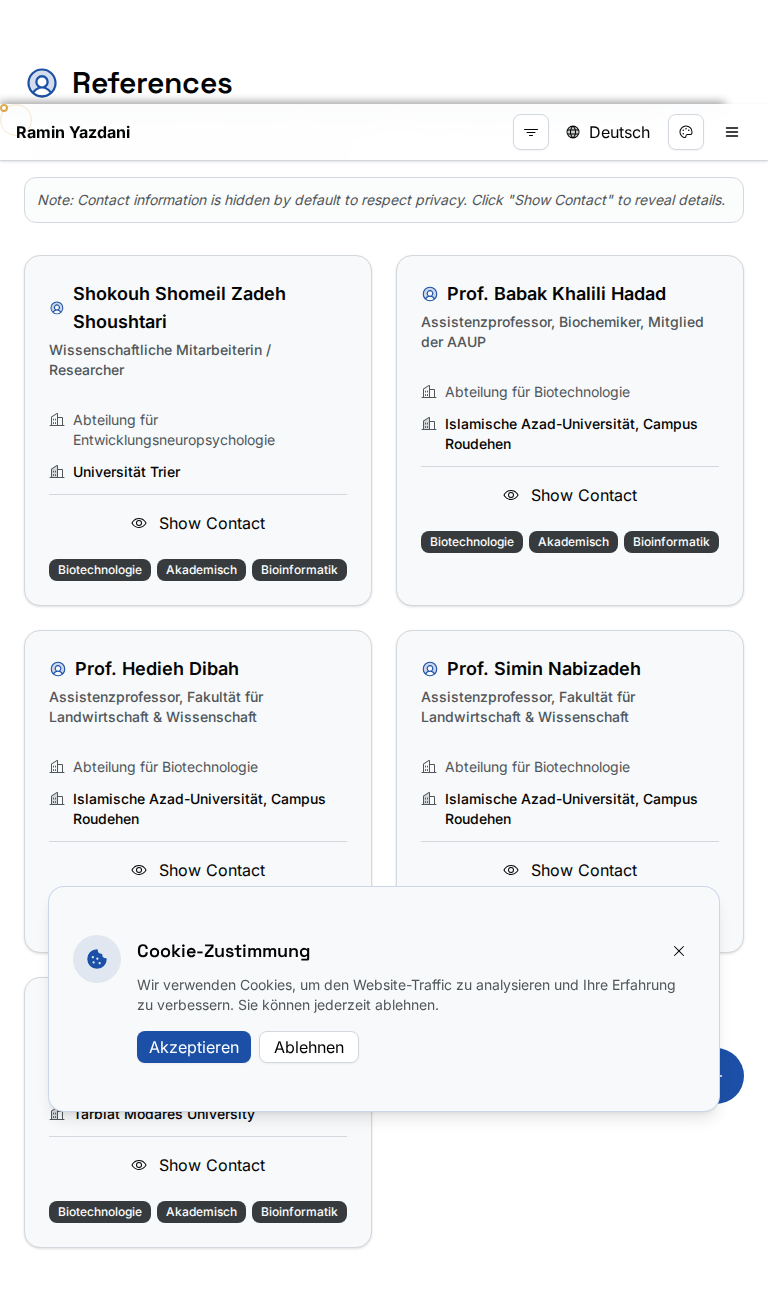 References
Ramin Yazdani
Deutsch
Note: Contact information is hidden by default to respect privacy. Click "Show Contact" to reveal details.
Shokouh Shomeil Zadeh
Shoushtari
Wissenschaftliche Mitarbeiterin /
Researcher
Abteilung für
Entwicklungsneuropsychologie
Universität Trier
Show Contact
Biotechnologie Akademisch Bioinformatik
Prof. Babak Khalili Hadad
Assistenzprofessor, Biochemiker, Mitglied
der AAUP
Abteilung für Biotechnologie
Islamische Azad-Universität, Campus
Roudehen
Show Contact
Biotechnologie Akademisch Bioinformatik
Prof. Hedieh Dibah
Assistenzprofessor, Fakultät für
Landwirtschaft & Wissenschaft
Abteilung für Biotechnologie
Islamische Azad-Universität, Campus
Roudehen
Show Contact
Prof. Simin Nabizadeh
Assistenzprofessor, Fakultät für
Landwirtschaft & Wissenschaft
Abteilung für Biotechnologie
Islamische Azad-Universität, Campus
Roudehen
Show Contact
Cookie-Zustimmung
Wir verwenden Cookies, um den Website-Traffic zu analysieren und Ihre Erfahrung
zu verbessern. Sie können jederzeit ablehnen.
Akzeptieren
Ablehnen
Tarbiat Modares University
Show Contact
Biotechnologie Akademisch Bioinformatik